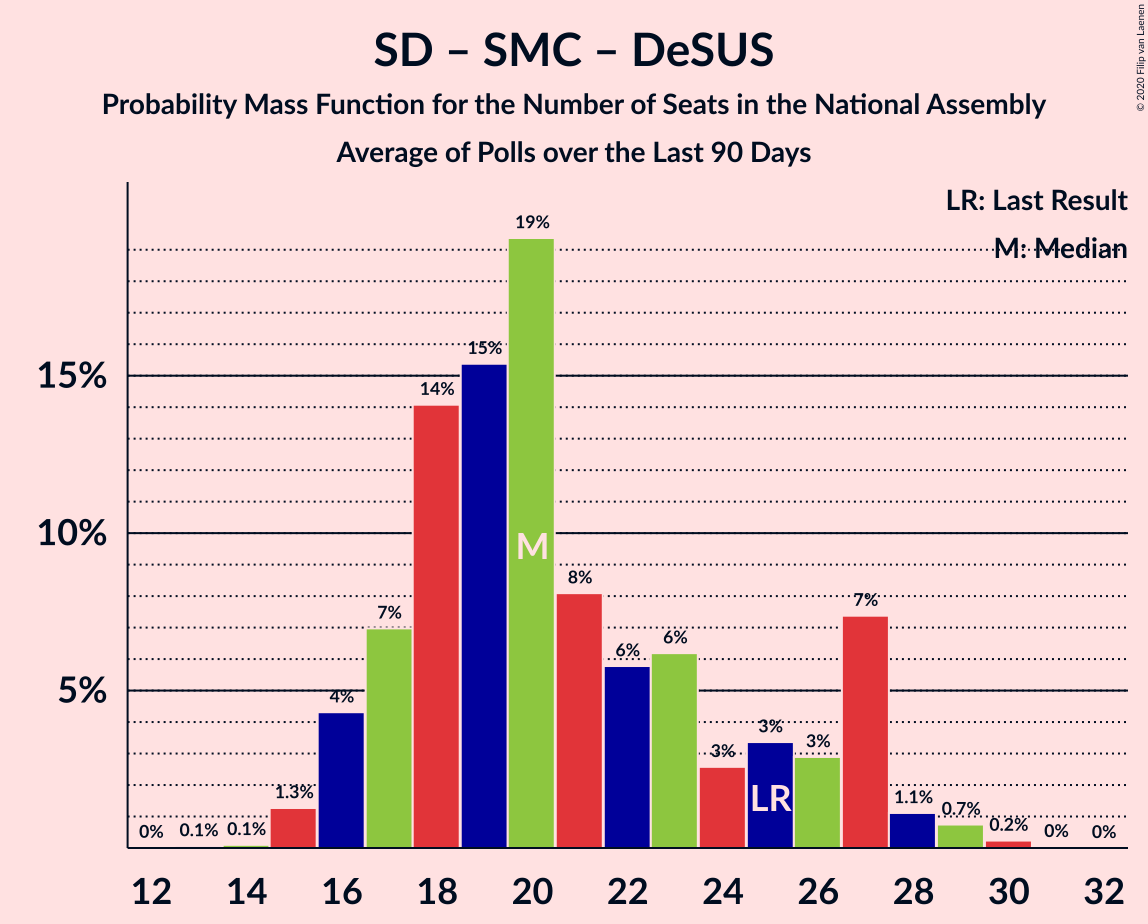 SD – SMC – DeSUS
Probability Mass Function for the Number of Seats in the National Assembly
Average of Polls over the Last 90 Days
© 2020 Filip van Laenen
LR: Last Result
M: Median
15%
10%
5%
0%
0.1%
0.1%
1.3%
4%
7%
14%
15%
19%
8%
6%
6%
3%
3%
3%
7%
1.1%
0.7%
0.2%
0%
0%
M
LR
12 14 16 18 20 22 24 26 28 30 32